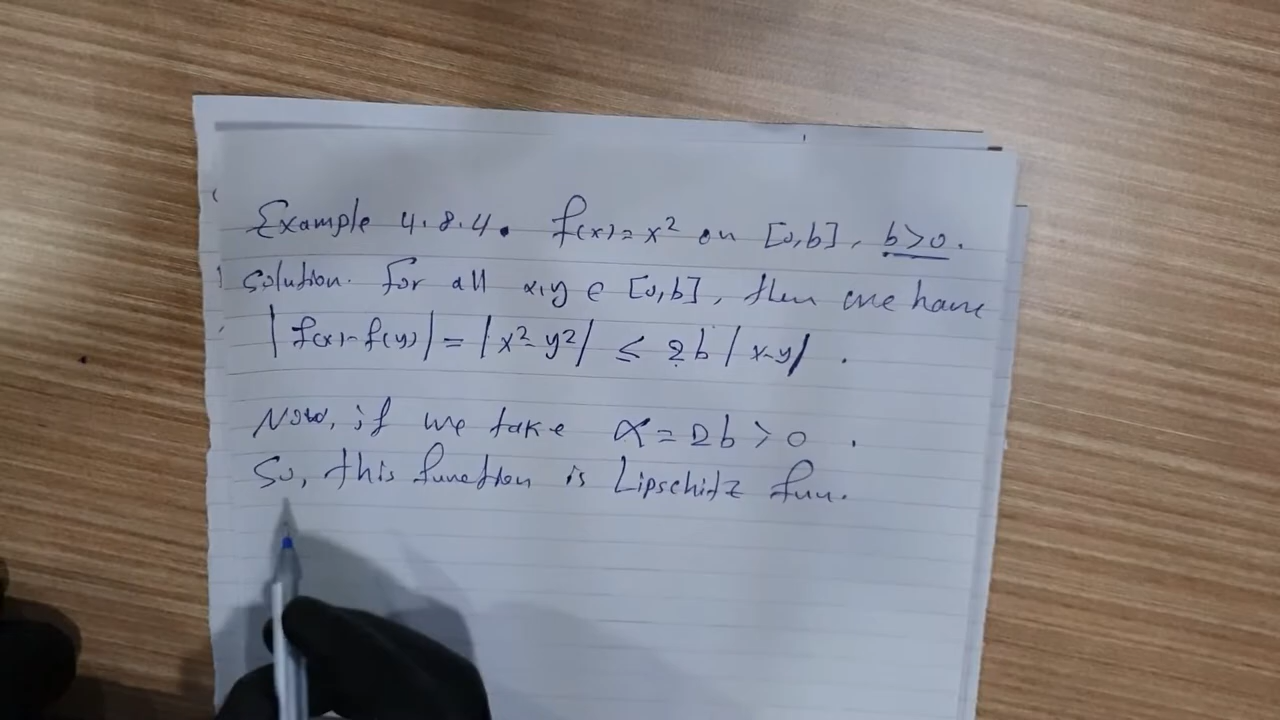 Example 4.8.4. f(x)=x² on [0,b], b>0.
Solution. For all x,y ∈ [0,b], then we have
|f(x)-f(y)| = |x²-y²| ≤ 2b|x-y|.
Now, if we take α=2b>0.
So, this function is Lipschitz fun.